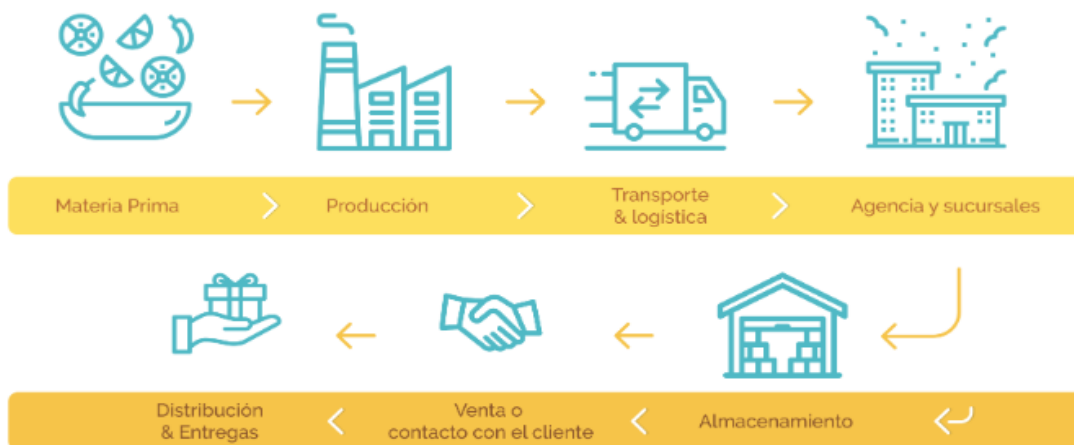 Materia Prima
Producción
Transporte
& logística
Agencia y sucursales
Distribución
& Entregas
Venta o
contacto con el cliente
Almacenamiento